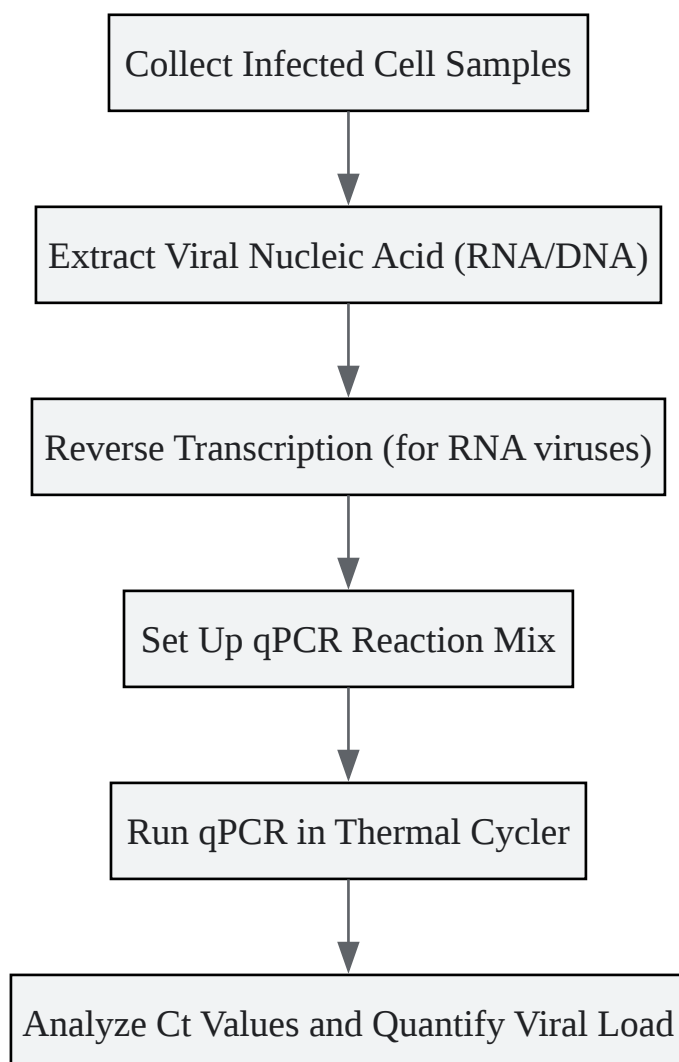 Collect Infected Cell Samples
Extract Viral Nucleic Acid (RNA/DNA)
Reverse Transcription (for RNA viruses)
Set Up qPCR Reaction Mix
Run qPCR in Thermal Cycler
Analyze Ct Values and Quantify Viral Load